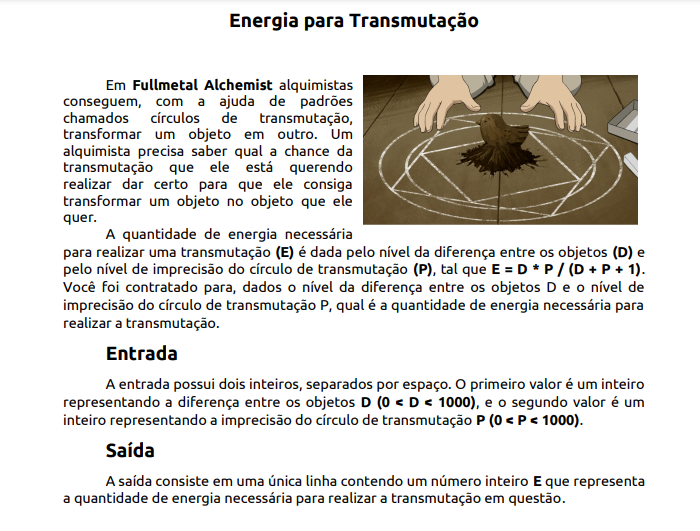 Energia para Transmutação
Em Fullmetal Alchemist alquimistas
conseguem, com a ajuda de padrões
chamados círculos de transmutação,
transformar um objeto em outro. Um
alquimista precisa saber qual a chance da
transmutação que ele está querendo
realizar dar certo para que ele consiga
transformar um objeto no objeto que ele
quer.
A quantidade de energia necessária
para realizar uma transmutação (E) é dada pelo nível da diferença entre os objetos (D) e
pelo nível de imprecisão do círculo de transmutação (P), tal que E = D * P / (D + P + 1).
Você foi contratado para, dados o nível da diferença entre os objetos D e o nível de
imprecisão do círculo de transmutação P, qual é a quantidade de energia necessária para
realizar a transmutação.
Entrada
A entrada possui dois inteiros, separados por espaço. O primeiro valor é um inteiro
representando a diferença entre os objetos D (0 < D < 1000), e o segundo valor é um
inteiro representando a imprecisão do círculo de transmutação P (0 < P < 1000).
Saída
A saída consiste em uma única linha contendo um número inteiro E que representa
a quantidade de energia necessária para realizar a transmutação em questão.